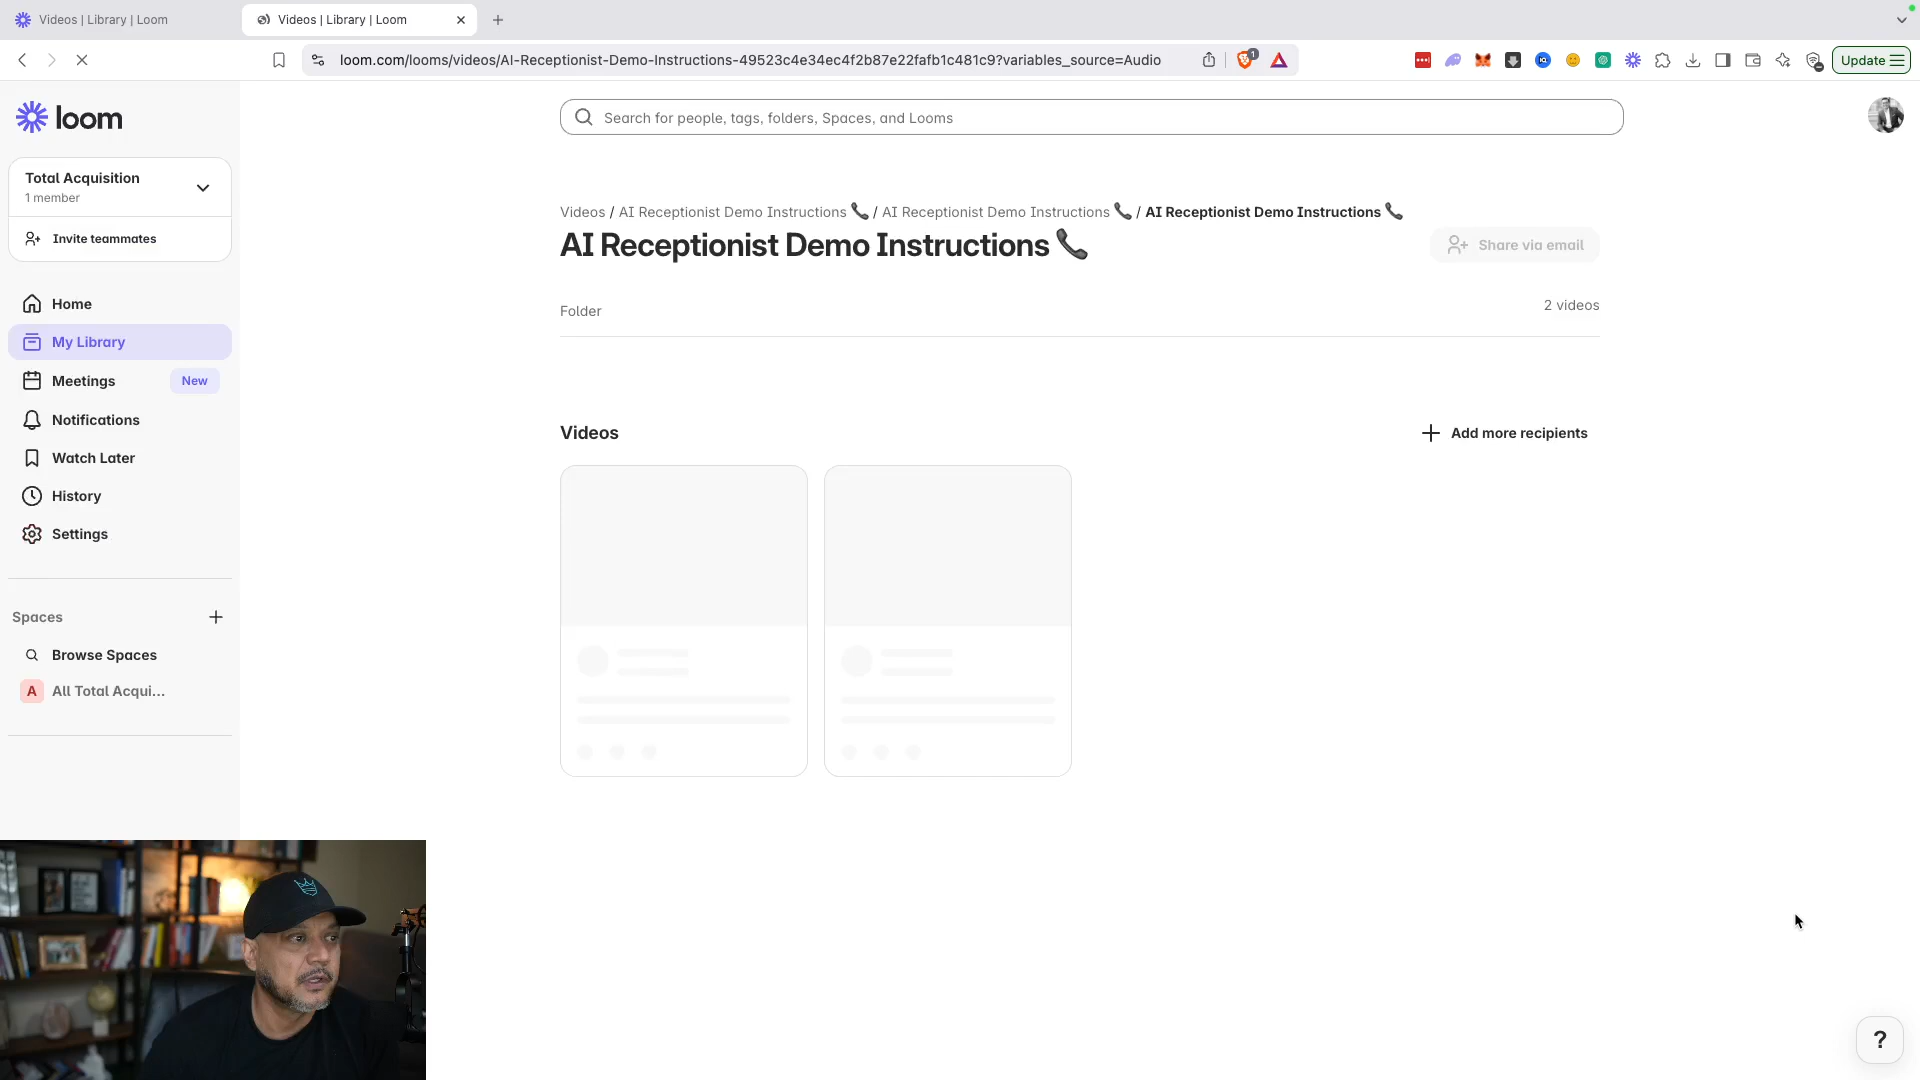 Videos | Library | Loom
Videos | Library | Loom
loom.com/looms/videos/AI-Receptionist-Demo-Instructions-49523c4e34ec4f2b87e22fafb1c481c9?variables_source=Audio
1
Update
loom
Search for people, tags, folders, Spaces, and Looms
Total Acquisition
1 member
Invite teammates
Home
My Library
Meetings
New
Notifications
Watch Later
History
Settings
Spaces
Browse Spaces
A
All Total Acqui...
Videos / AI Receptionist Demo Instructions 📞 / AI Receptionist Demo Instructions 📞 / AI Receptionist Demo Instructions 📞
AI Receptionist Demo Instructions 📞
Share via email
Folder
2 videos
Videos
Add more recipients
?